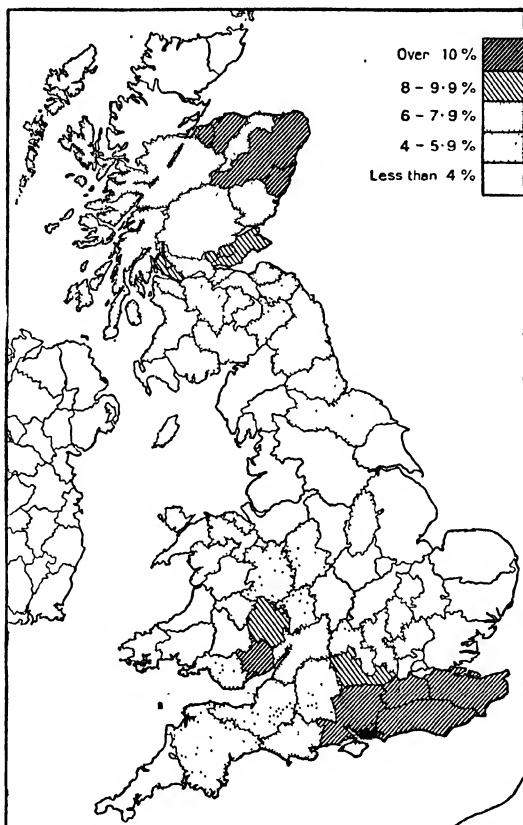 Over 10 %
8 – 9·9 %
6 – 7·9 %
4 – 5·9 %
Less than 4 %